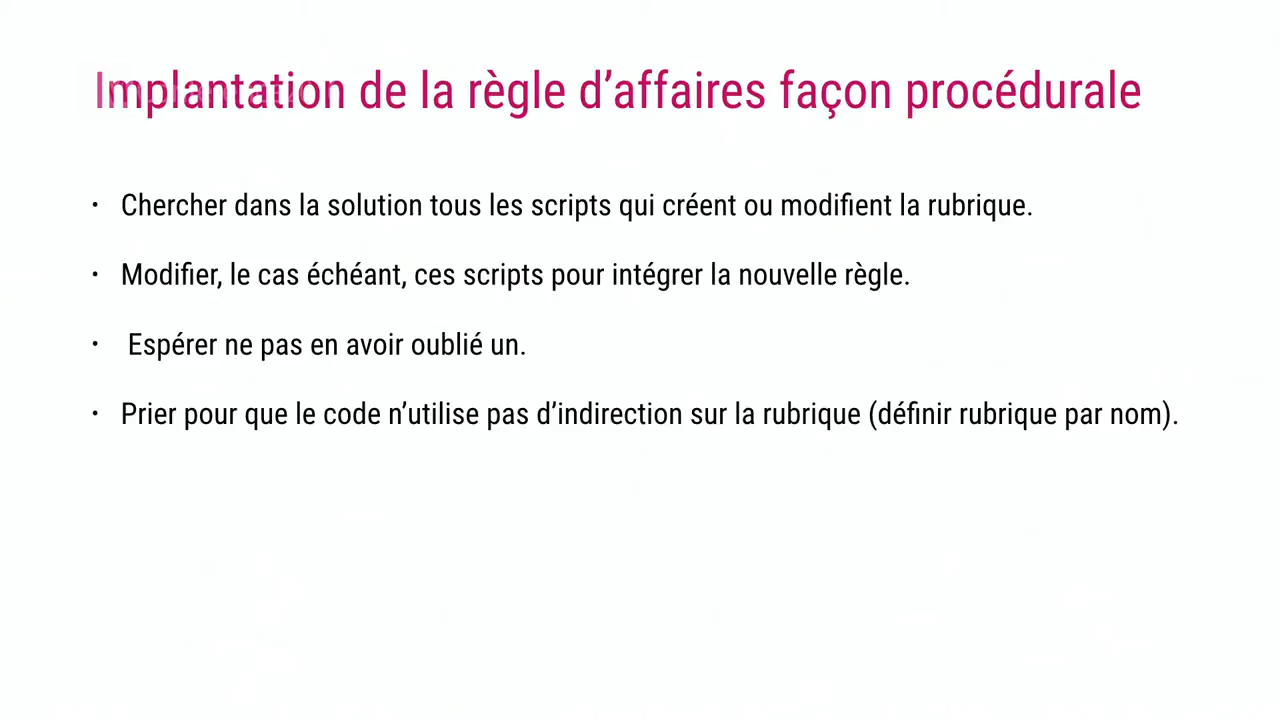 Implantation de la règle d’affaires façon procédurale
• Chercher dans la solution tous les scripts qui créent ou modifient la rubrique.
• Modifier, le cas échéant, ces scripts pour intégrer la nouvelle règle.
• Espérer ne pas en avoir oublié un.
• Prier pour que le code n’utilise pas d’indirection sur la rubrique (définir rubrique par nom).